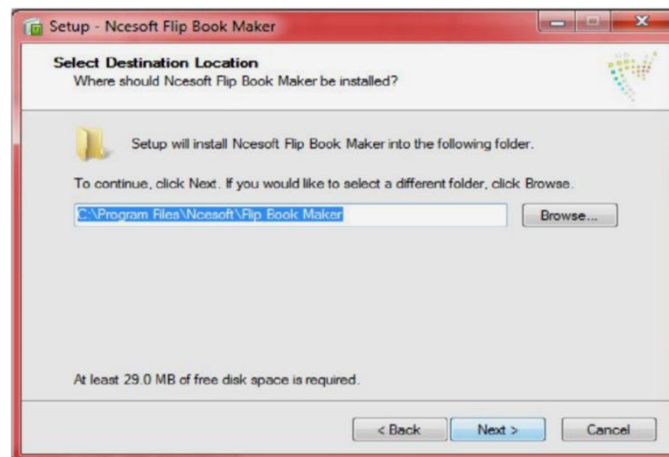 Setup - Ncesoft Flip Book Maker
Select Destination Location
Where should Ncesoft Flip Book Maker be installed?
Setup will install Ncesoft Flip Book Maker into the following folder.
To continue, click Next. If you would like to select a different folder, click Browse.
C:\Program Files\Ncesoft\Flip Book Maker
Browse...
At least 29.0 MB of free disk space is required.
< Back
Next >
Cancel